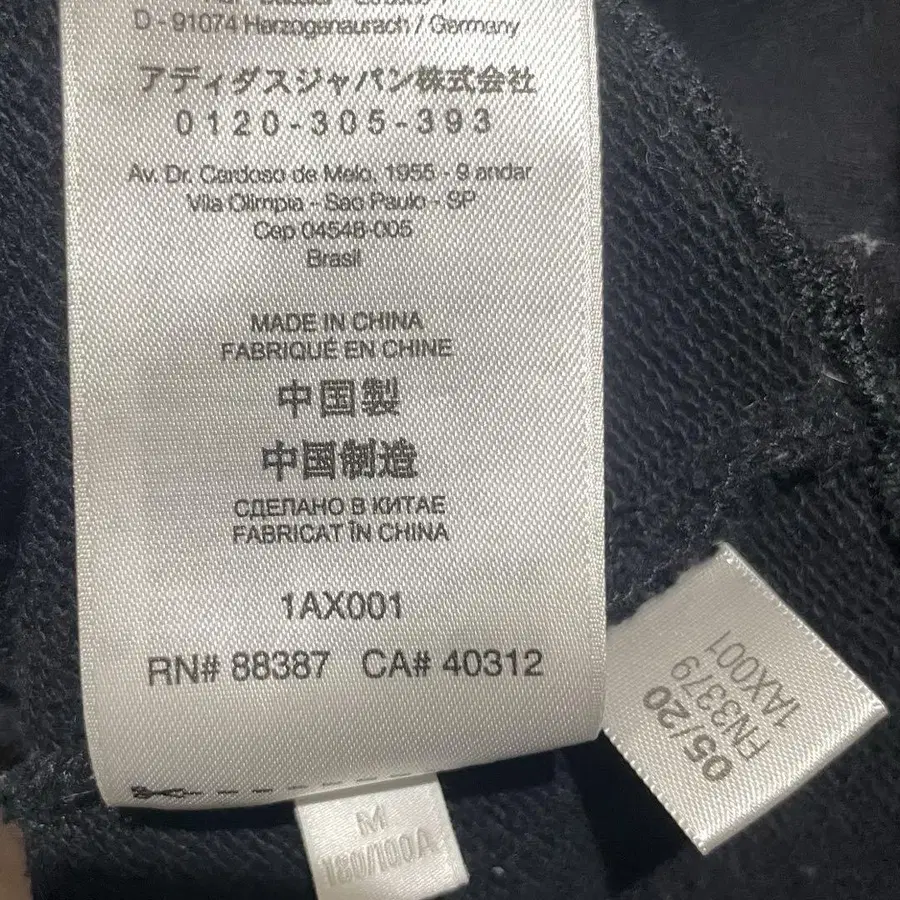 D - 91074 Herzogenaurach / Germany
アディダスジャパン株式会社
0120-305-393
Av. Dr. Cardoso de Melo, 1955 - 9 andar
Vila Olimpia - Sao Paulo - SP
Cep 04548-005
Brasil
MADE IN CHINA
FABRIQUÉ EN CHINE
中国製
中国制造
СДЕЛАНО В КИТАЕ
FABRICAT ÎN CHINA
1AX001
RN# 88387 CA# 40312
05/20
FN3379
1AX001
M